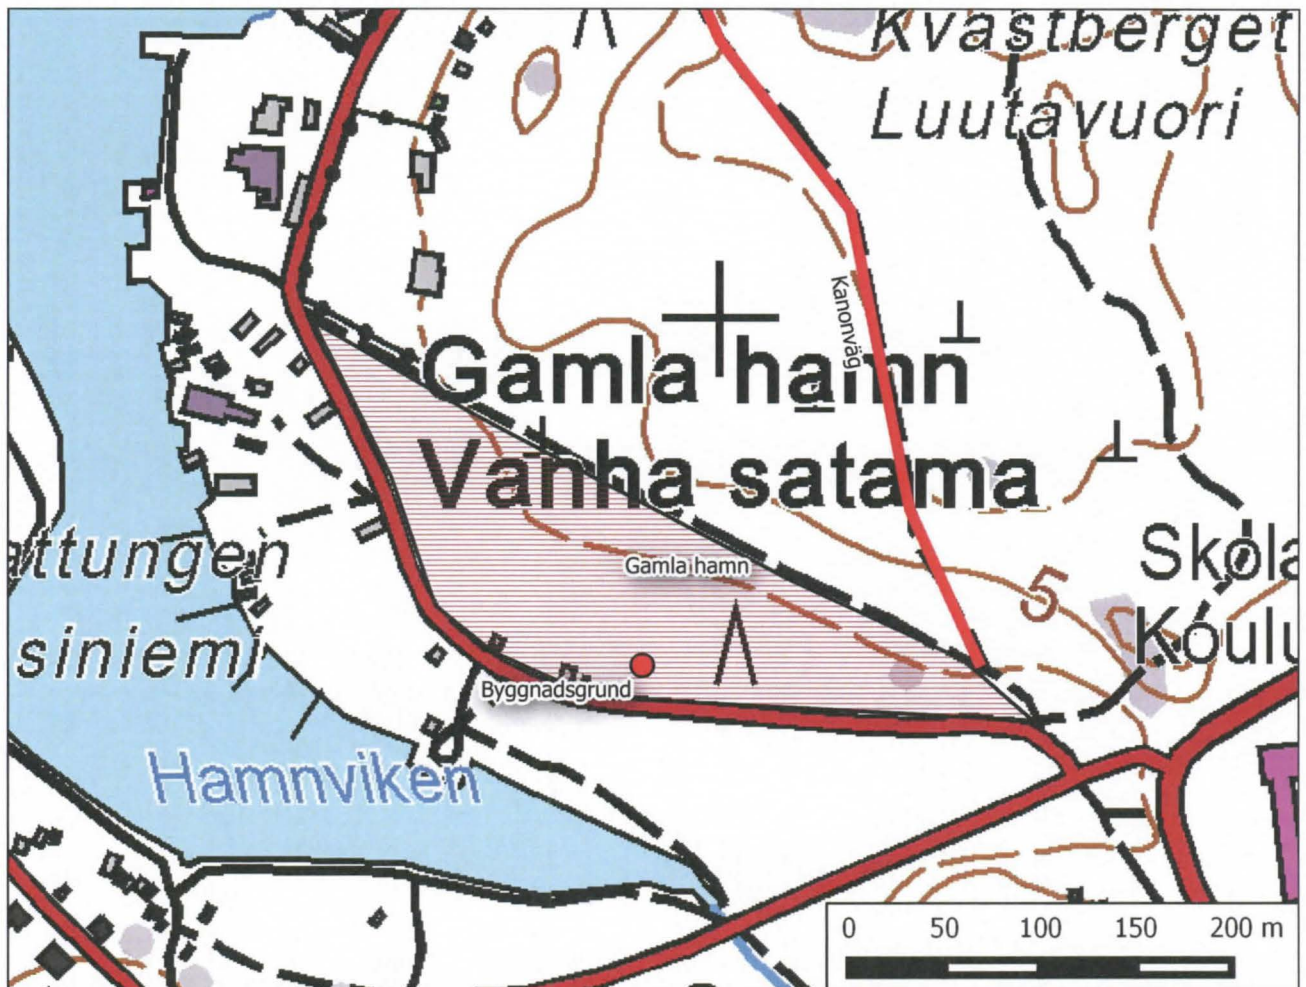 Kvastberget
Luutavuori
Kanonväg
Gamla hamn
Vanha satama
Gamla hamn
Skola
Koulu
5
ttungen
siniemi
Byggnadsgrund
Hamnviken
0 50 100 150 200 m